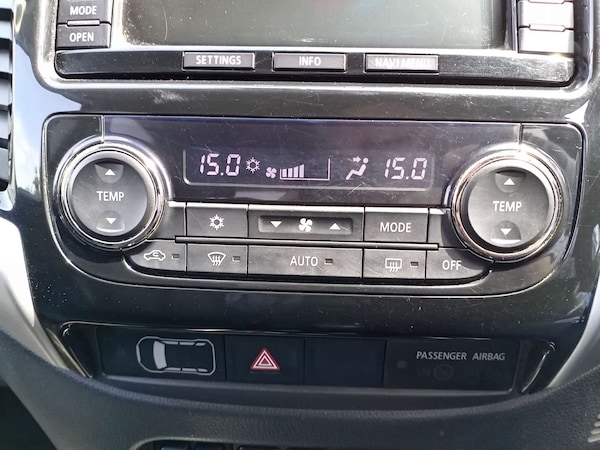 MODE
OPEN
SETTINGS INFO NAVI MENU
15.0 15.0
TEMP TEMP
MODE
AUTO OFF
PASSENGER AIRBAG